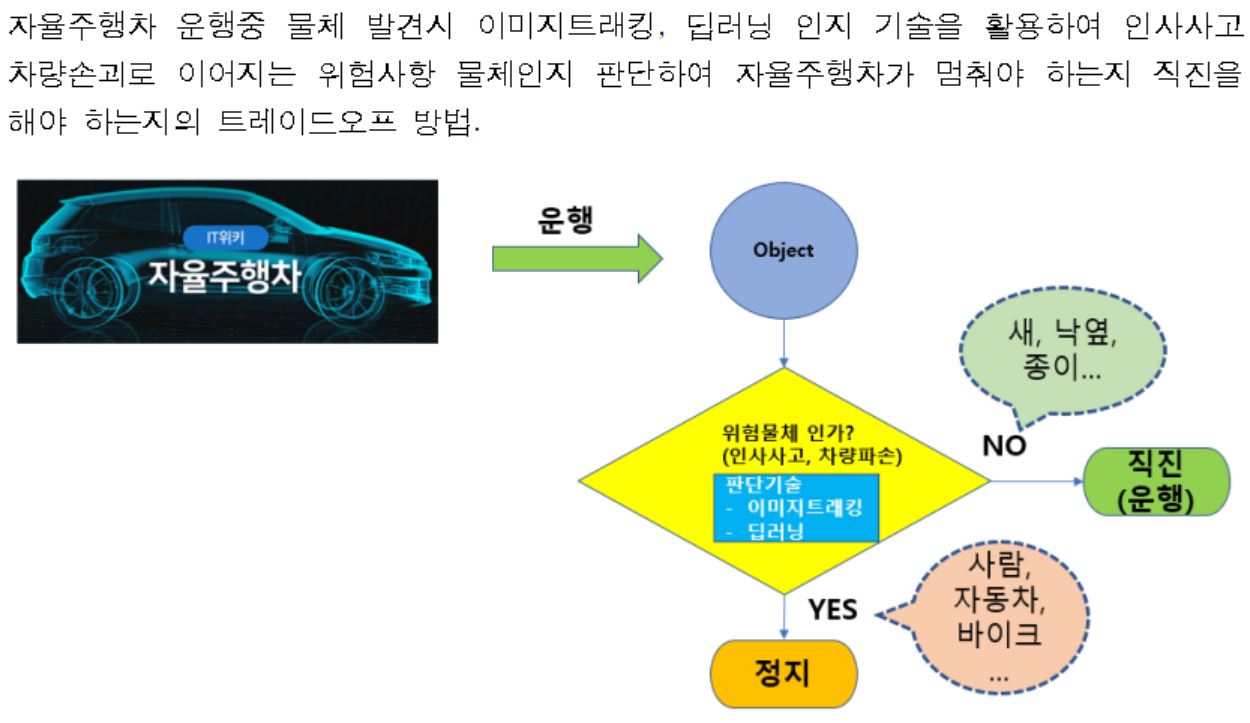 자율주행차 운행중 물체 발견시 이미지트래킹, 딥러닝 인지 기술을 활용하여 인사사고
차량손괴로 이어지는 위험사항 물체인지 판단하여 자율주행차가 멈춰야 하는지 직진을
해야 하는지의 트레이드오프 방법.
IT위키
자율주행차
운행
Object
새, 낙옆,
종이...
위험물체 인가?
(인사사고, 차량파손)
판단기술
- 이미지트래킹
- 딥러닝
NO
직진
(운행)
YES
사람,
자동차,
바이크
...
정지